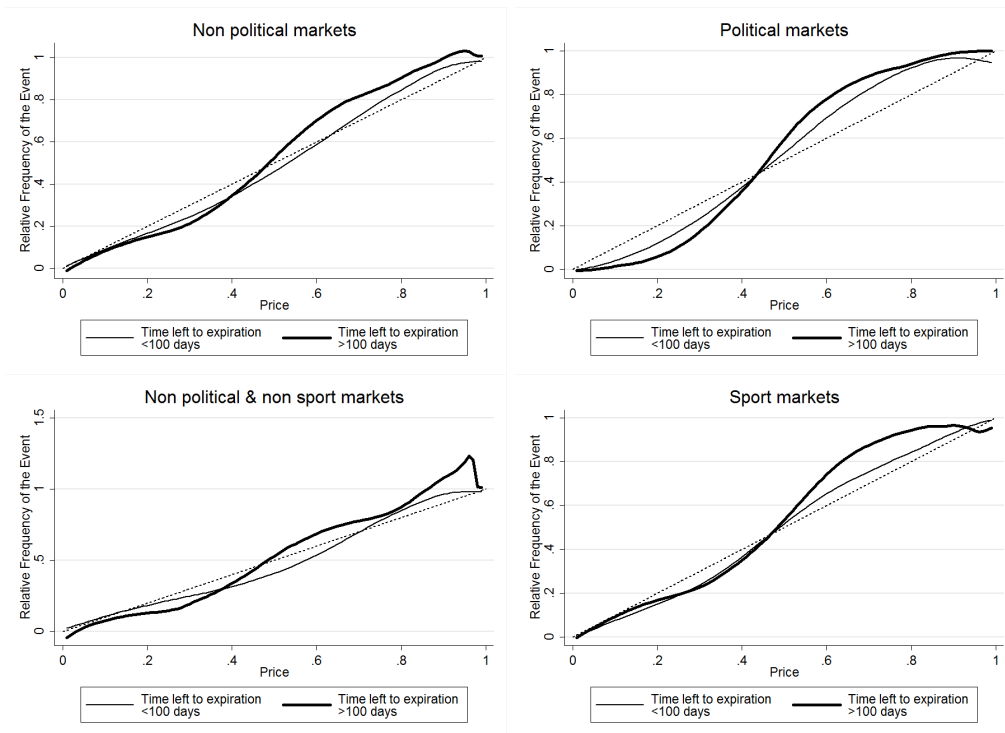 Non political markets
Relative Frequency of the Event
0 .2 .4 .6 .8 1
0 .2 .4 .6 .8 1
Price
Time left to expiration
<100 days
Time left to expiration
>100 days
Political markets
Relative Frequency of the Event
0 .2 .4 .6 .8 1
0 .2 .4 .6 .8 1
Price
Time left to expiration
<100 days
Time left to expiration
>100 days
Non political & non sport markets
Relative Frequency of the Event
0 .5 1 1.5
0 .2 .4 .6 .8 1
Price
Time left to expiration
<100 days
Time left to expiration
>100 days
Sport markets
Relative Frequency of the Event
0 .2 .4 .6 .8 1
0 .2 .4 .6 .8 1
Price
Time left to expiration
<100 days
Time left to expiration
>100 days